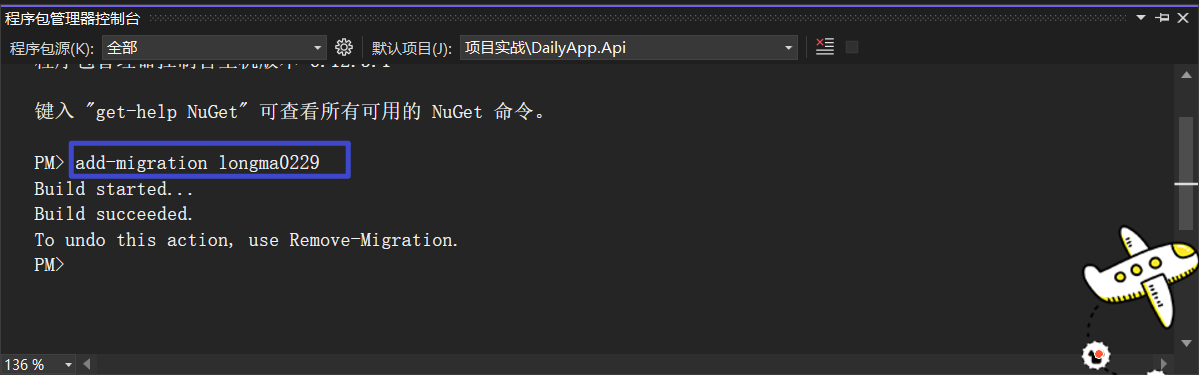 程序包管理器控制台
程序包源(K): 全部 默认项目(J): 项目实战\DailyApp.Api
键入 "get-help NuGet" 可查看所有可用的 NuGet 命令。
PM> add-migration longma0229
Build started...
Build succeeded.
To undo this action, use Remove-Migration.
PM>
136 %